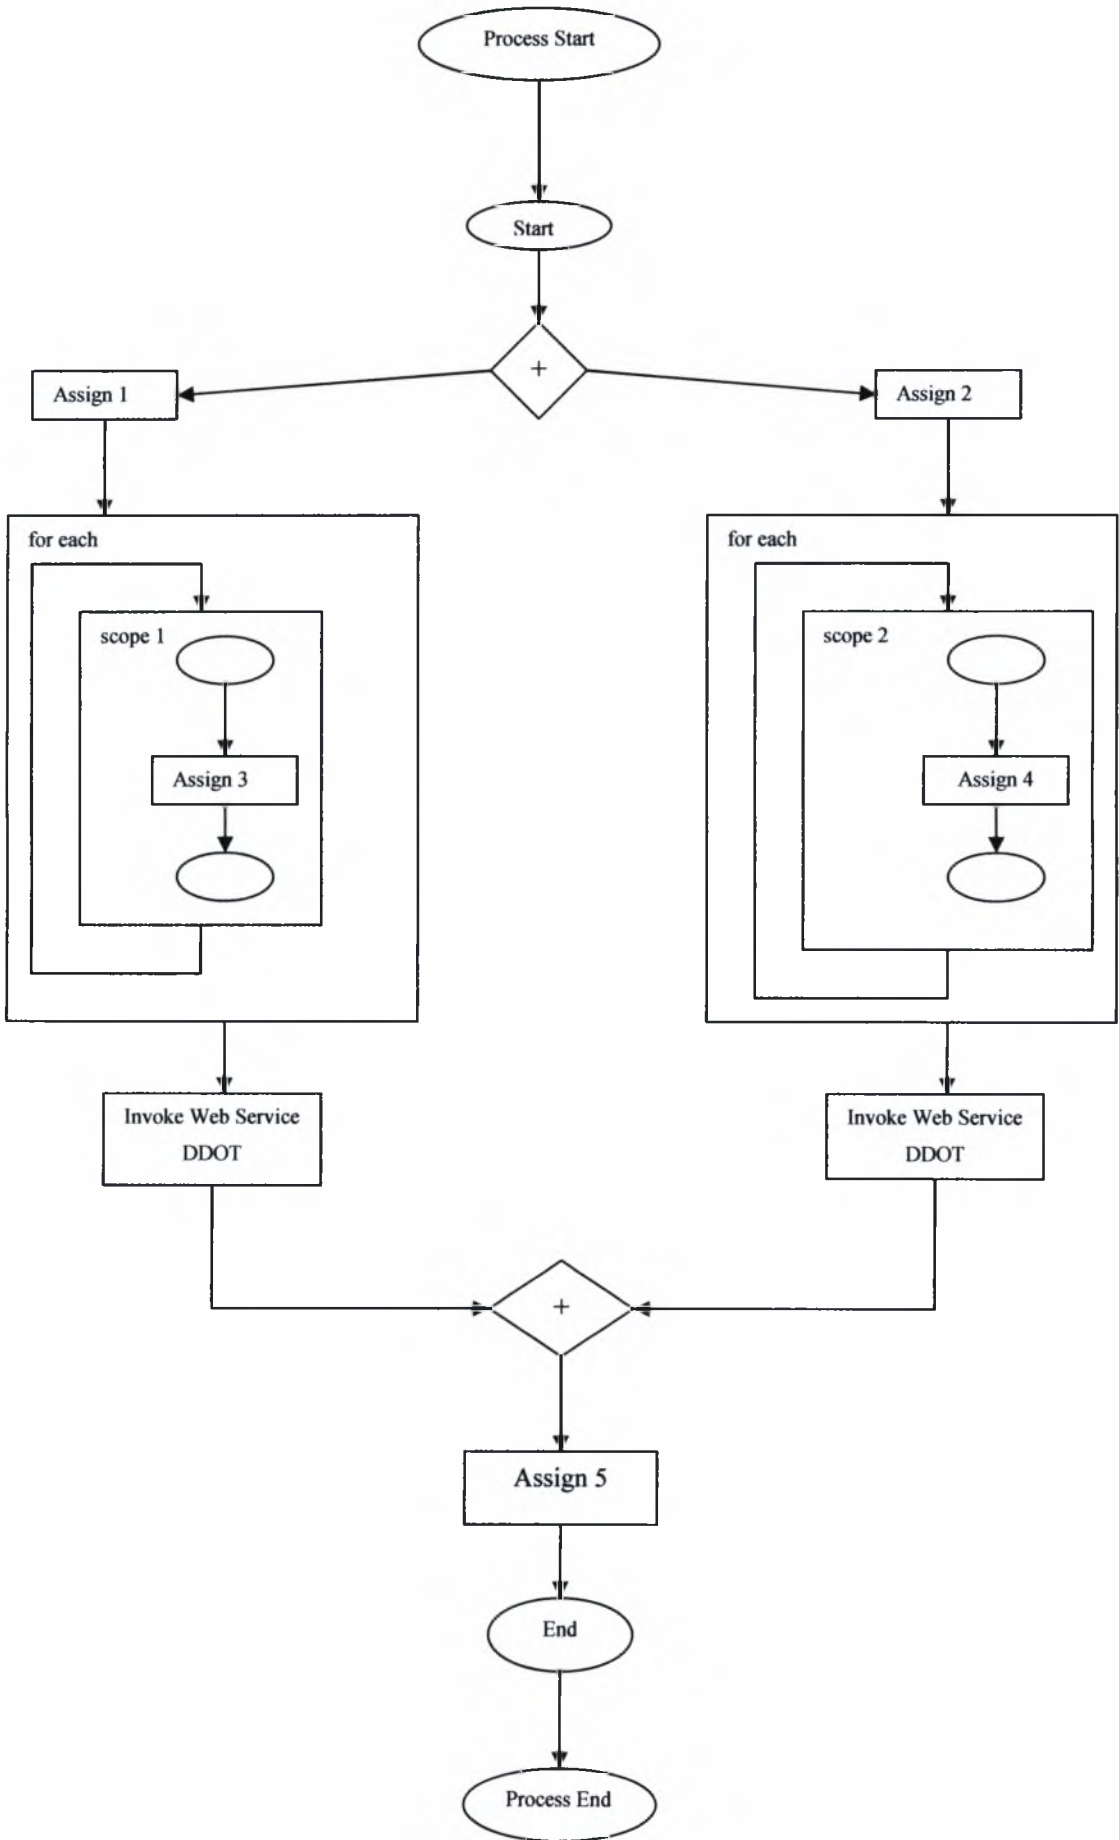 Process Start
Start
+
Assign 1
Assign 2
for each
for each
scope 1
scope 2
Assign 3
Assign 4
Invoke Web Service
DDOT
Invoke Web Service
DDOT
+
Assign 5
End
Process End